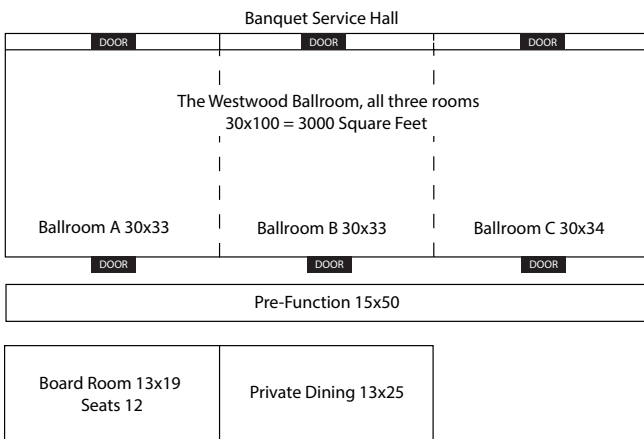 Banquet Service Hall
DOOR
DOOR
DOOR
The Westwood Ballroom, all three rooms
30x100 = 3000 Square Feet
Ballroom A 30x33
Ballroom B 30x33
Ballroom C 30x34
DOOR
DOOR
DOOR
Pre-Function 15x50
Board Room 13x19
Seats 12
Private Dining 13x25